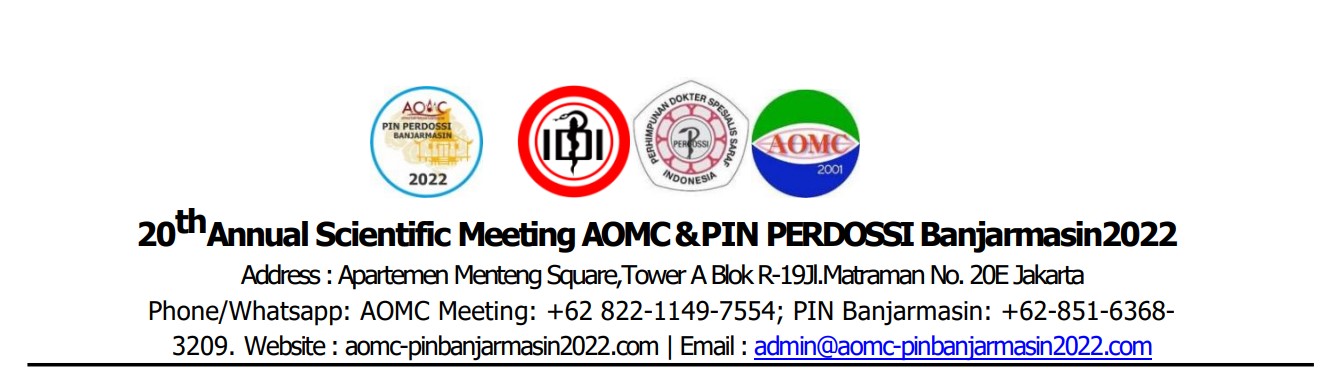 AOMC
PIN PERDOSSI
BANJARMASIN
2022
IDI
PERHIMPUNAN DOKTER SPESIALIS SARAF
PERDOSSI
INDONESIA
AOMC
2001
20th Annual Scientific Meeting AOMC & PIN PERDOSSI Banjarmasin2022
Address : Apartemen Menteng Square,Tower A Blok R-19Jl.Matraman No. 20E Jakarta
Phone/Whatsapp: AOMC Meeting: +62 822-1149-7554; PIN Banjarmasin: +62-851-6368-
3209. Website : aomc-pinbanjarmasin2022.com | Email : admin@aomc-pinbanjarmasin2022.com